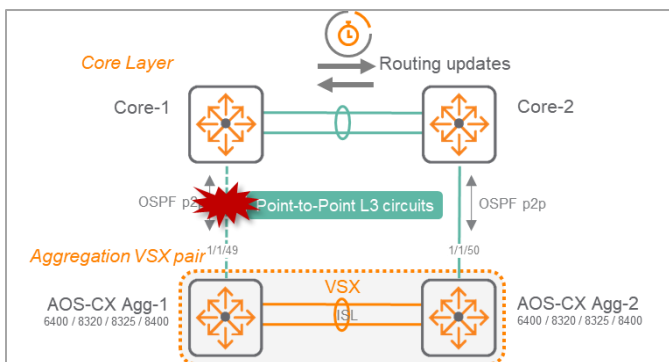 Core Layer
Routing updates
Core-1
Core-2
OSPF p2p
Point-to-Point L3 circuits
OSPF p2p
1/1/49
1/1/50
Aggregation VSX pair
VSX
AOS-CX Agg-1
6400 / 8320 / 8325 / 8400
ISL
AOS-CX Agg-2
6400 / 8320 / 8325 / 8400